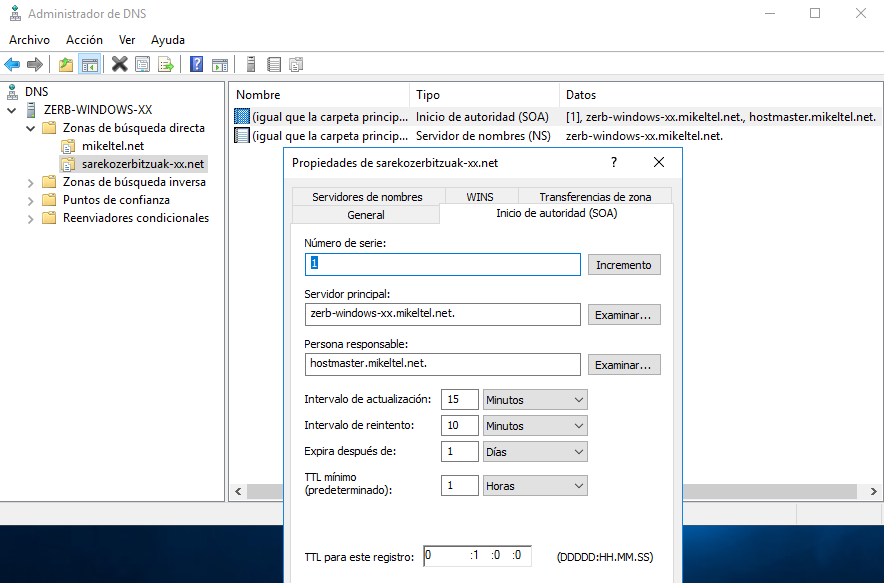 Administrador de DNS
Archivo Acción Ver Ayuda
DNS
ZERB-WINDOWS-XX
Zonas de búsqueda directa
mikeltel.net
sarekozerbitzuak-xx.net
Zonas de búsqueda inversa
Puntos de confianza
Reenviadores condicionales
Nombre Tipo Datos
(igual que la carpeta princip... Inicio de autoridad (SOA) [1], zerb-windows-xx.mikeltel.net., hostmaster.mikeltel.net.
(igual que la carpeta princip... Servidor de nombres (NS) zerb-windows-xx.mikeltel.net.
Propiedades de sarekozerbitzuak-xx.net ?
Servidores de nombres WINS Transferencias de zona
General Inicio de autoridad (SOA)
Número de serie:
1 Incremento
Servidor principal:
zerb-windows-xx.mikeltel.net. Examinar...
Persona responsable:
hostmaster.mikeltel.net. Examinar...
Intervalo de actualización: 15 Minutos
Intervalo de reintento: 10 Minutos
Expira después de: 1 Días
TTL mínimo
(predeterminado): 1 Horas
TTL para este registro: 0 :1 :0 :0 (DDDDD:HH.MM.SS)